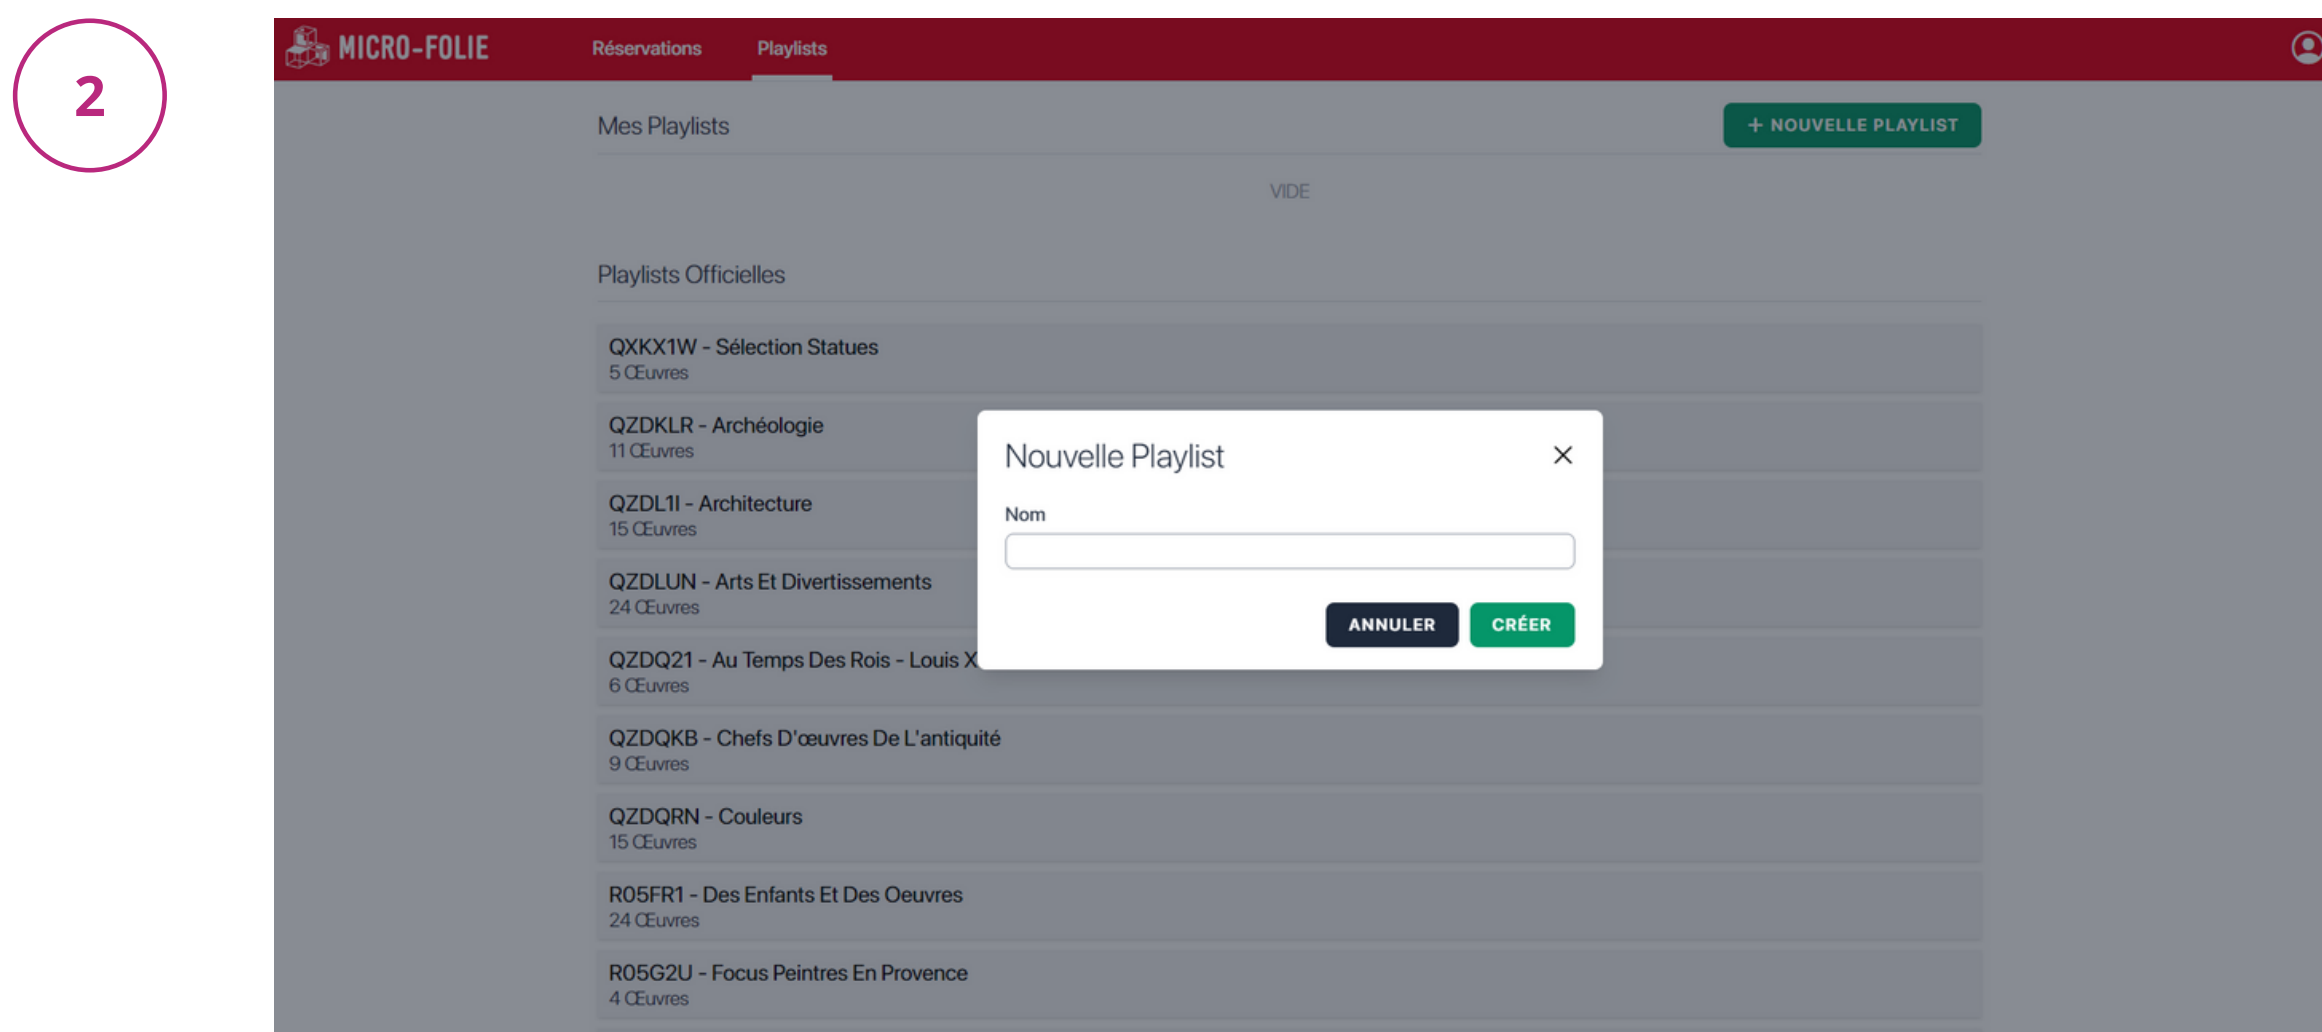 2
MICRO-FOLIE
Réservations
Playlists
Mes Playlists
+ NOUVELLE PLAYLIST
VIDE
Playlists Officielles
QXKX1W - Sélection Statues
5 Œuvres
QZDKLR - Archéologie
11 Œuvres
QZDL1I - Architecture
15 Œuvres
QZDLUN - Arts Et Divertissements
24 Œuvres
QZDQ21 - Au Temps Des Rois - Louis X
6 Œuvres
QZDQKB - Chefs D'œuvres De L'antiquité
9 Œuvres
QZDQRN - Couleurs
15 Œuvres
R05FR1 - Des Enfants Et Des Oeuvres
24 Œuvres
R05G2U - Focus Peintres En Provence
4 Œuvres
Nouvelle Playlist
Nom
ANNULER
CRÉER